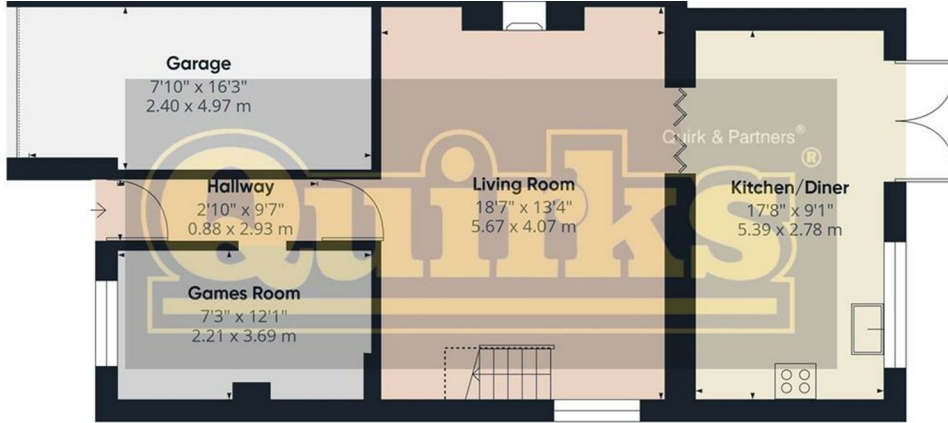 Garage
7'10" x 16'3"
2.40 x 4.97 m
Quirk & Partners®
Hallway
2'10" x 9'7"
0.88 x 2.93 m
Living Room
18'7" x 13'4"
5.67 x 4.07 m
Kitchen/Diner
17'8" x 9'1"
5.39 x 2.78 m
Quirks®
Games Room
7'3" x 12'1"
2.21 x 3.69 m